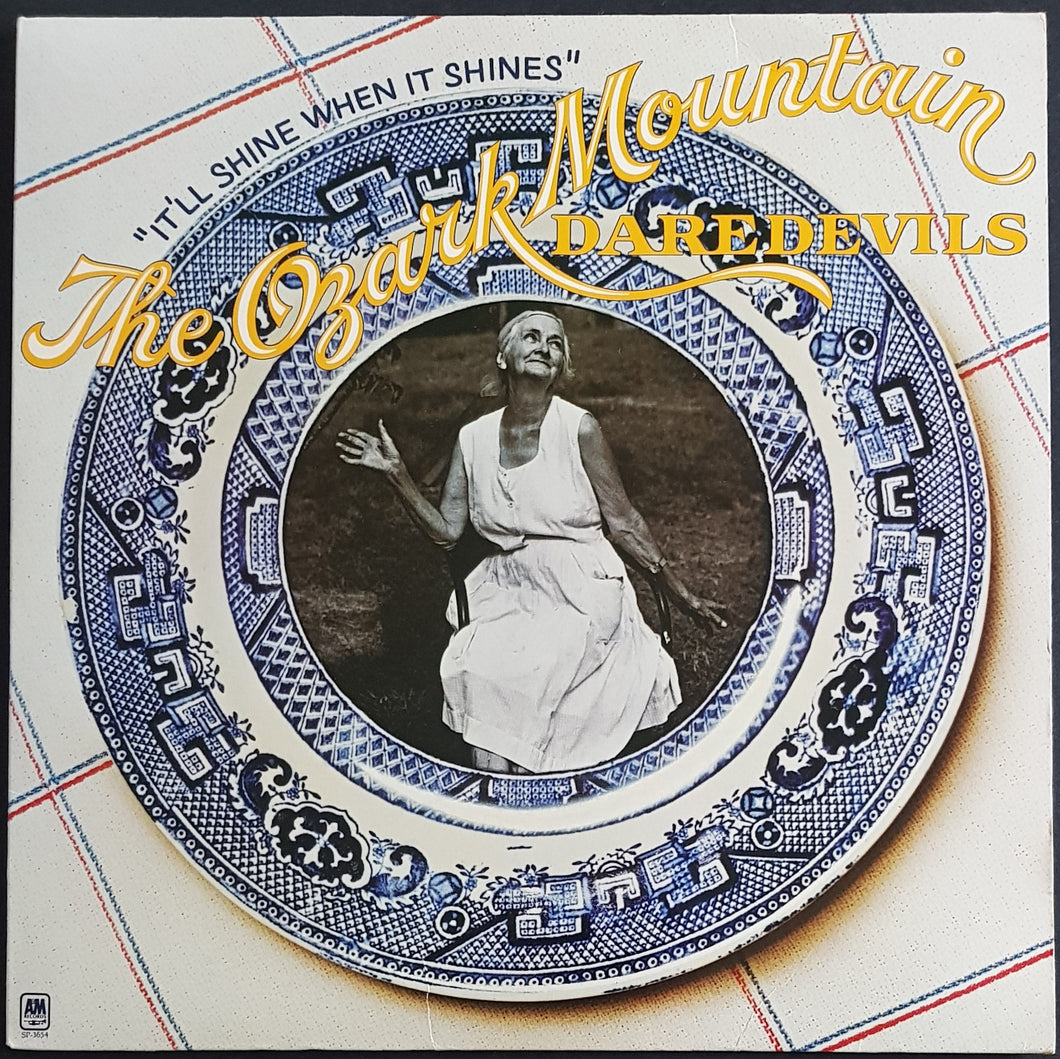 "IT'LL SHINE WHEN IT SHINES"
The Ozark Mountain
DAREDEVILS
A&M
RECORDS
SP-3654